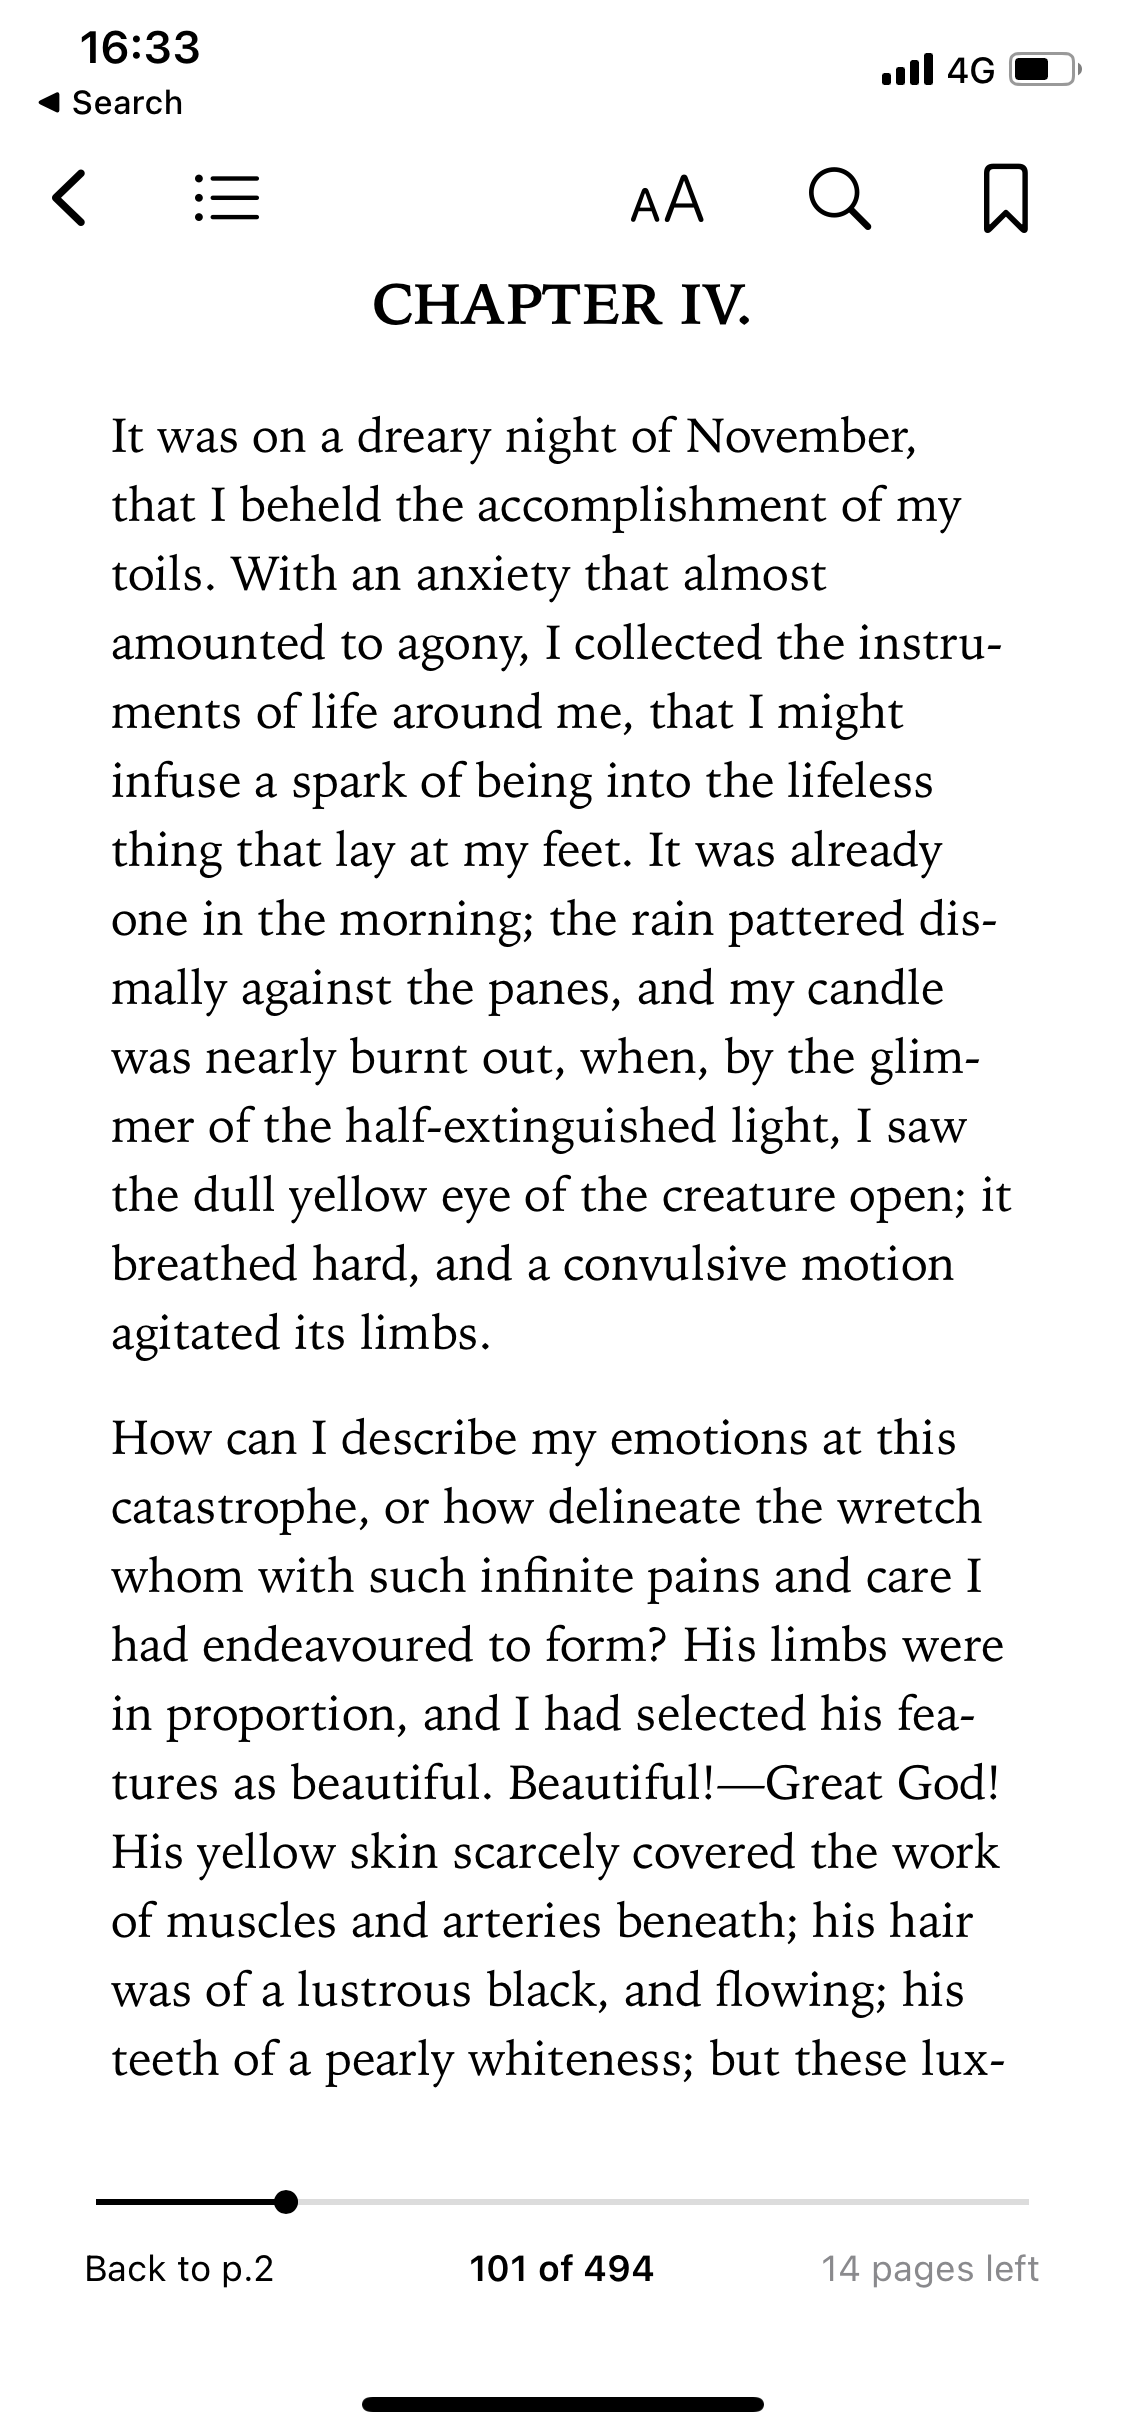 16:33
4G
Search
AA
CHAPTER IV.
It was on a dreary night of November,
that I beheld the accomplishment of my
toils. With an anxiety that almost
amounted to agony, I collected the instru-
ments of life around me, that I might
infuse a spark of being into the lifeless
thing that lay at my feet. It was already
one in the morning; the rain pattered dis-
mally against the panes, and my candle
was nearly burnt out, when, by the glim-
mer of the half-extinguished light, I saw
the dull yellow eye of the creature open; it
breathed hard, and a convulsive motion
agitated its limbs.
How can I describe my emotions at this
catastrophe, or how delineate the wretch
whom with such infinite pains and care I
had endeavoured to form? His limbs were
in proportion, and I had selected his fea-
tures as beautiful. Beautiful!—Great God!
His yellow skin scarcely covered the work
of muscles and arteries beneath; his hair
was of a lustrous black, and flowing; his
teeth of a pearly whiteness; but these lux-
Back to p.2
101 of 494
14 pages left